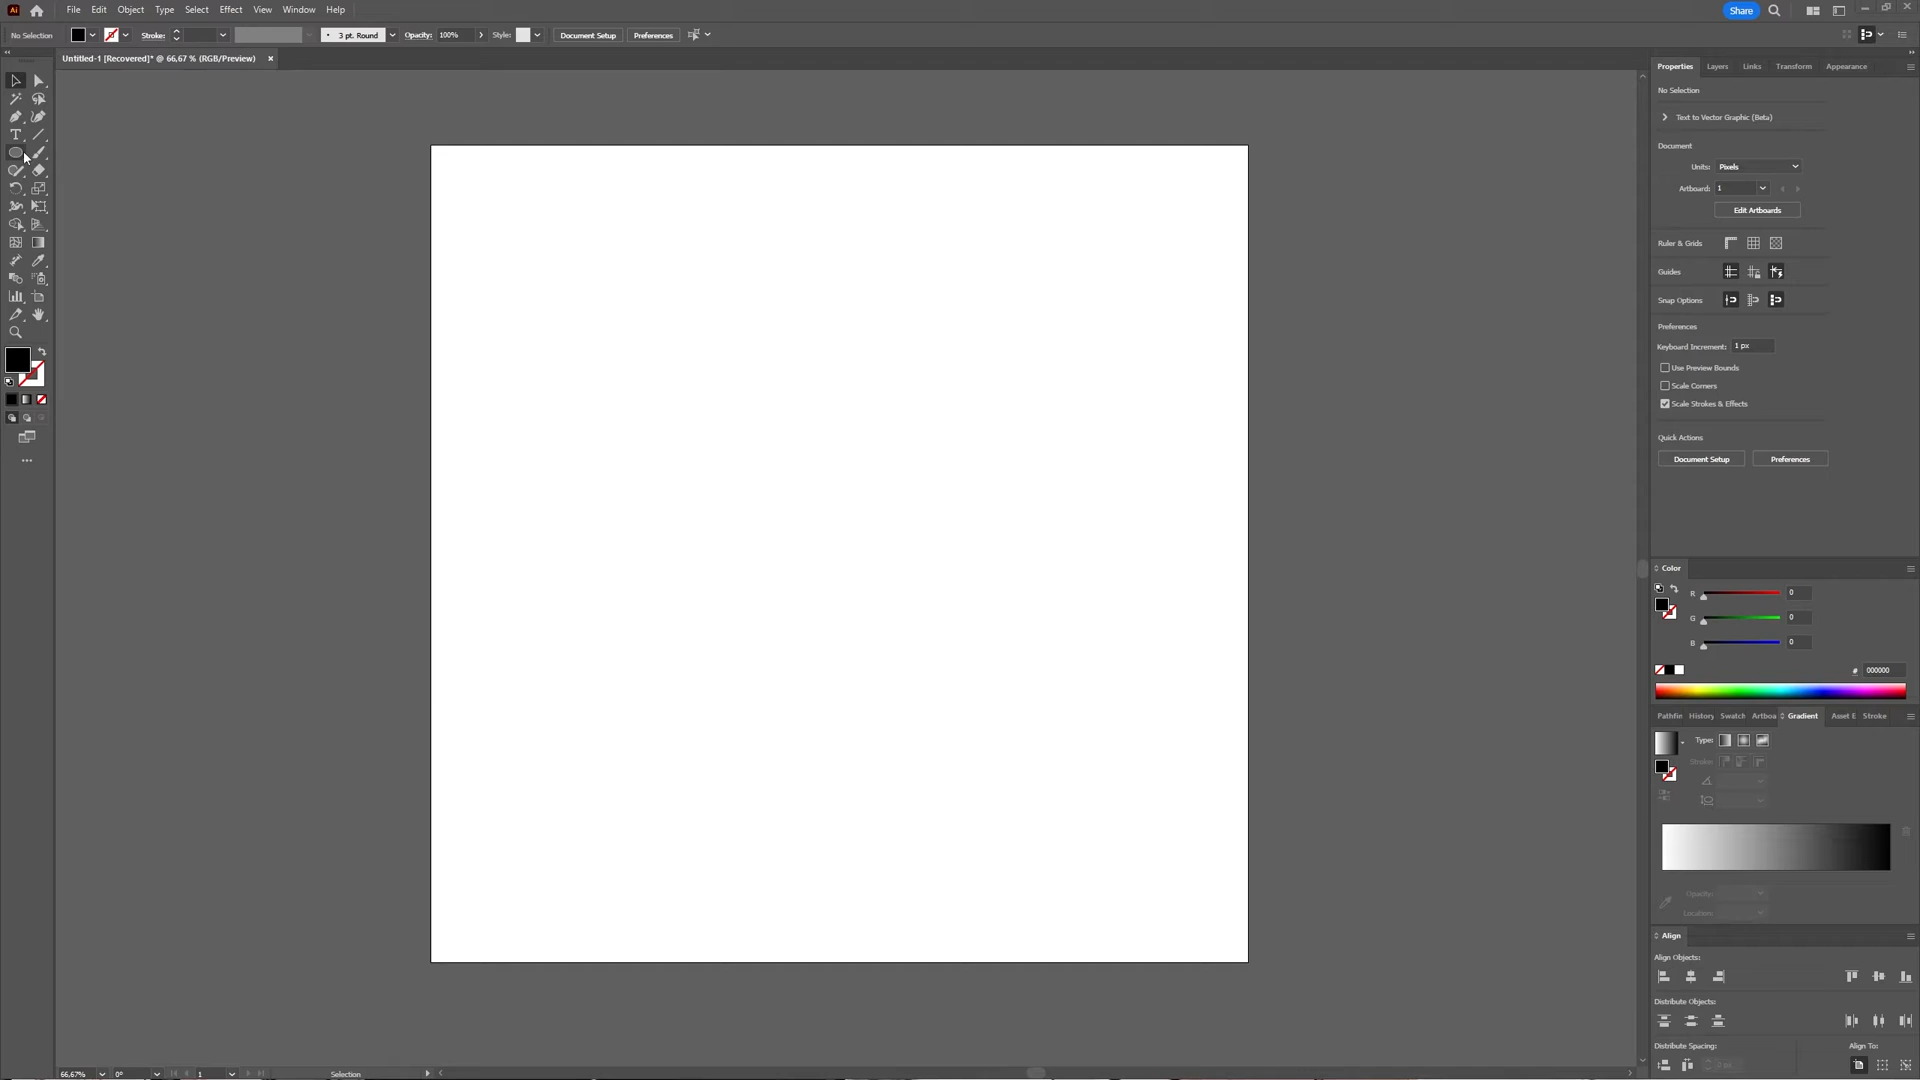 Ai File Edit Object Type Select Effect View Window Help Share
No Selection Stroke: 3 pt. Round Opacity: 100% Style: Document Setup Preferences
Untitled-1 [Recovered]* @ 66,67 % (RGB/Preview) ×
Properties Layers Links Transform Appearance
No Selection
Text to Vector Graphic (Beta)
Document
Units: Pixels
Artboard: 1
Edit Artboards
Ruler & Grids
Guides
Snap Options
Preferences
Keyboard Increment: 1 px
Use Preview Bounds
Scale Corners
Scale Strokes & Effects
Quick Actions
Document Setup Preferences
Color
R 0
G 0
B 0
# 000000
Pathfin History Swatch Artboa Gradient Asset E Stroke
Type:
Stroke:
Opacity:
Location:
Align
Align Objects:
Distribute Objects:
Distribute Spacing: Align To:
2 px
66,67% 0° 1 Selection